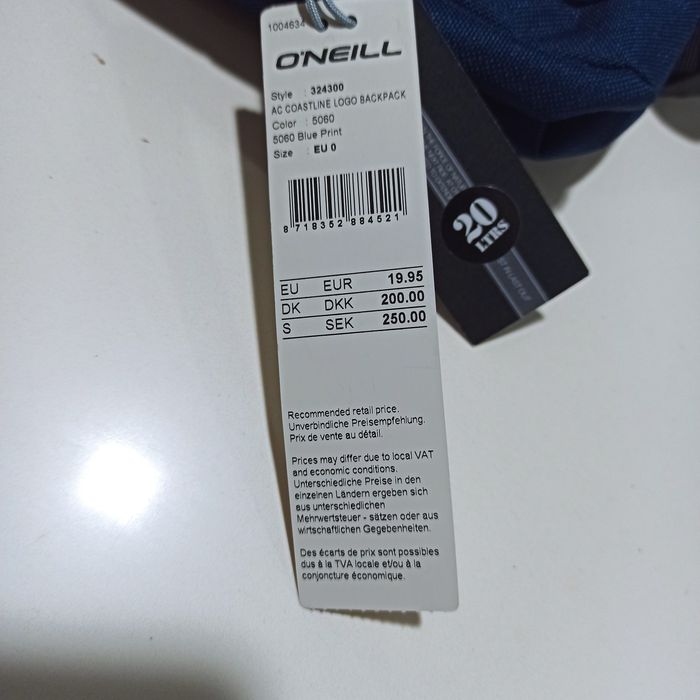 1004634
O'NEILL
Style : 324300
AC COASTLINE LOGO BACKPACK
Color : 5060
5060 Blue Print
Size : EU 0
8 718352 884521
EU EUR 19.95
DK DKK 200.00
S SEK 250.00
Recommended retail price.
Unverbindliche Preisempfehlung.
Prix de vente au détail.
Prices may differ due to local VAT
and economic conditions.
Unterschiedliche Preise in den
einzelnen Ländern ergeben sich
aus unterschiedlichen
Mehrwertsteuer - sätzen oder aus
wirtschaftlichen Gegebenheiten.
Des écarts de prix sont possibles
dus à la TVA locale et/ou à la
conjoncture économique.
20
LTRS